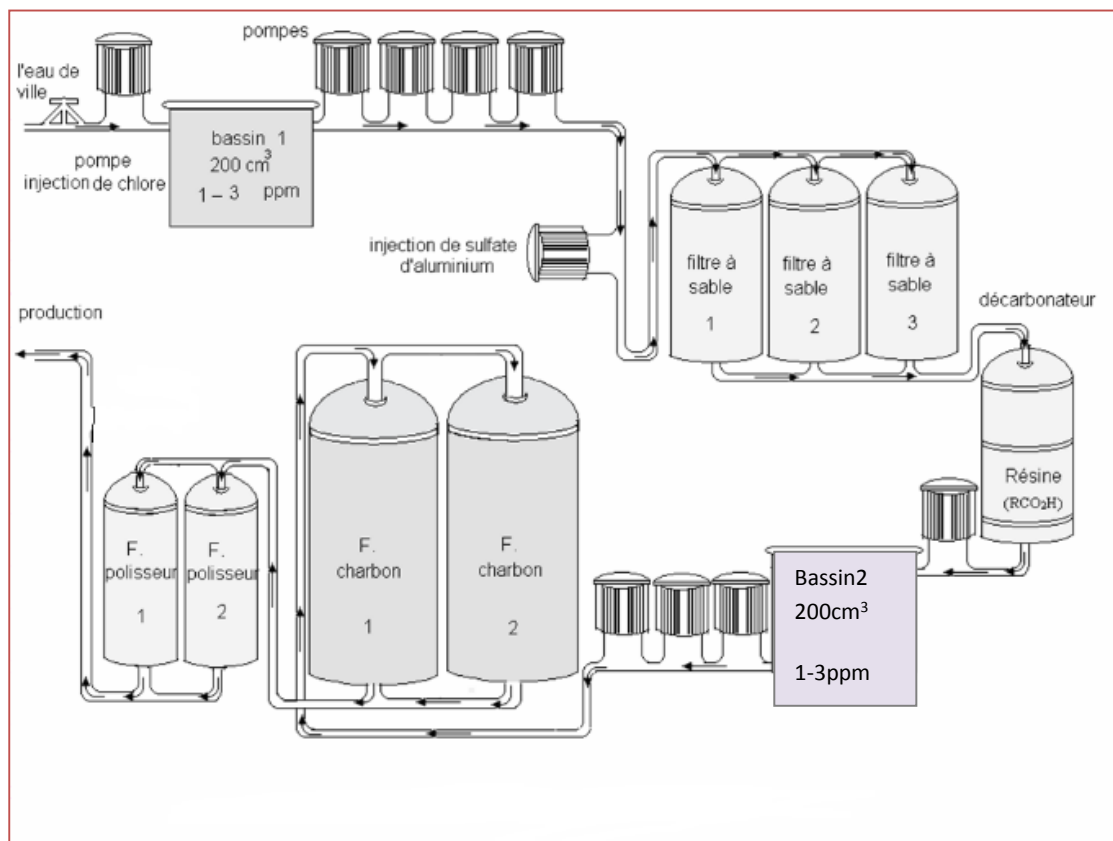 pompes
l'eau de
ville
bassin 1
200 cm³
1 – 3 ppm
pompe
injection de chlore
injection de sulfate
d'aluminium
filtre à
sable
1
filtre à
sable
2
filtre à
sable
3
décarbonateur
production
Résine
(RCO₂H)
F.
polisseur
1
F.
polisseur
2
F.
charbon
1
F.
charbon
2
Bassin2
200cm³
1-3ppm